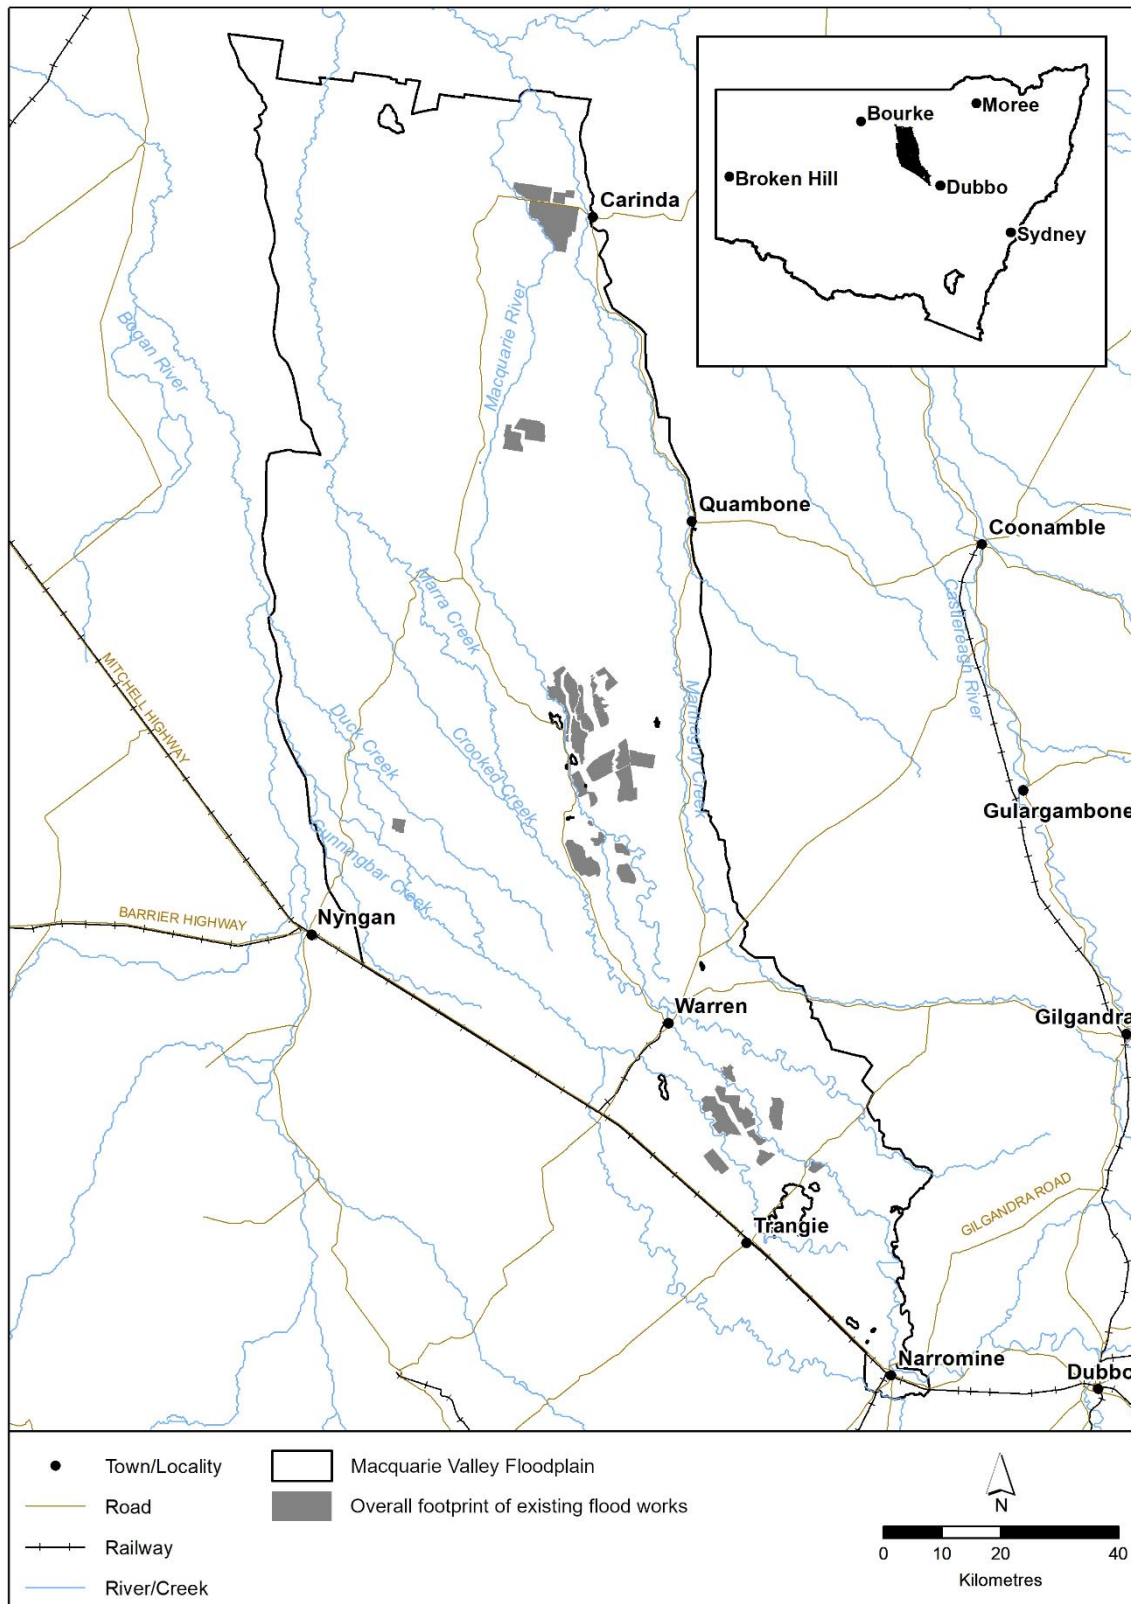 Moree
Bourke
Broken Hill
Dubbo
Sydney
Carinda
Macquarie River
Bogan River
Quambone
Coonamble
Marra Creek
Castlereagh River
MITCHELL HIGHWAY
Duck Creek
Crooked Creek
Marthaguy Creek
Gulargambone
Gunningbar Creek
BARRIER HIGHWAY
Nyngan
Warren
Gilgandra
GILGANDRA ROAD
Trangie
Narromine
Dubbo
Town/Locality
Macquarie Valley Floodplain
Road
Overall footprint of existing flood works
Railway
River/Creek
N
0 10 20 40
Kilometres